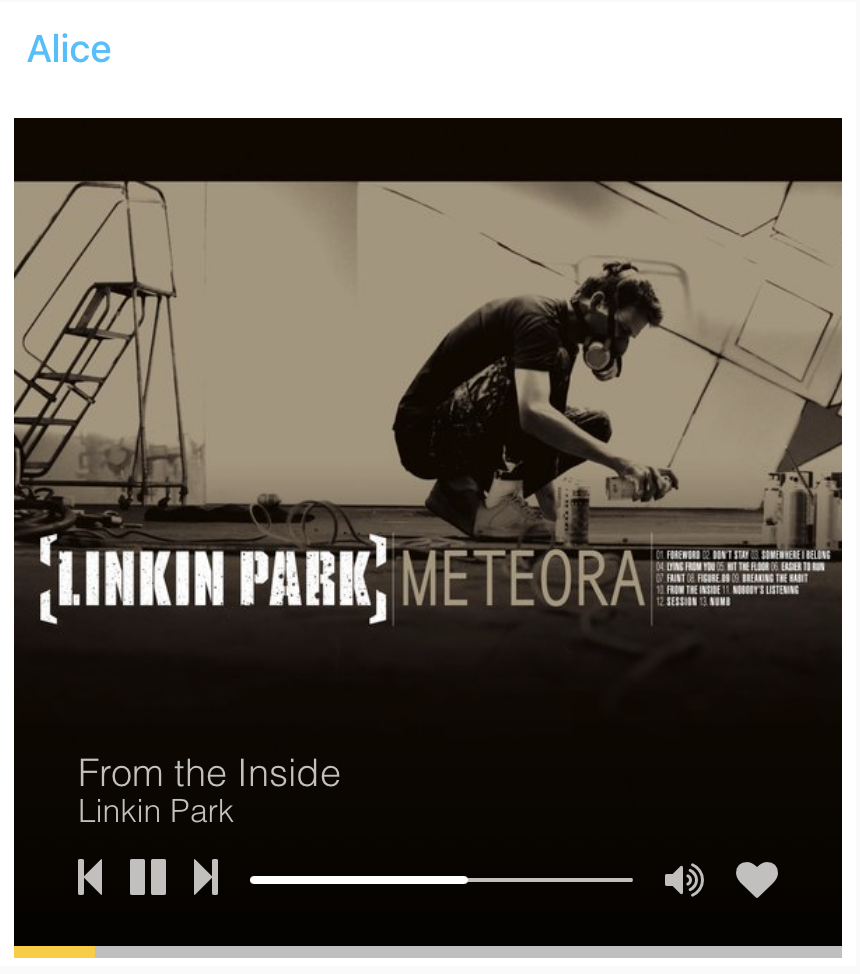 Alice
[LINKIN PARK] METEORA
01. FOREWORD 02. DON'T STAY 03. SOMEWHERE I BELONG
04. LYING FROM YOU 05. HIT THE FLOOR 06. EASIER TO RUN
07. FAINT 08. FIGURE.09 09. BREAKING THE HABIT
10. FROM THE INSIDE 11. NOBODY'S LISTENING
12. SESSION 13. NUMB
From the Inside
Linkin Park